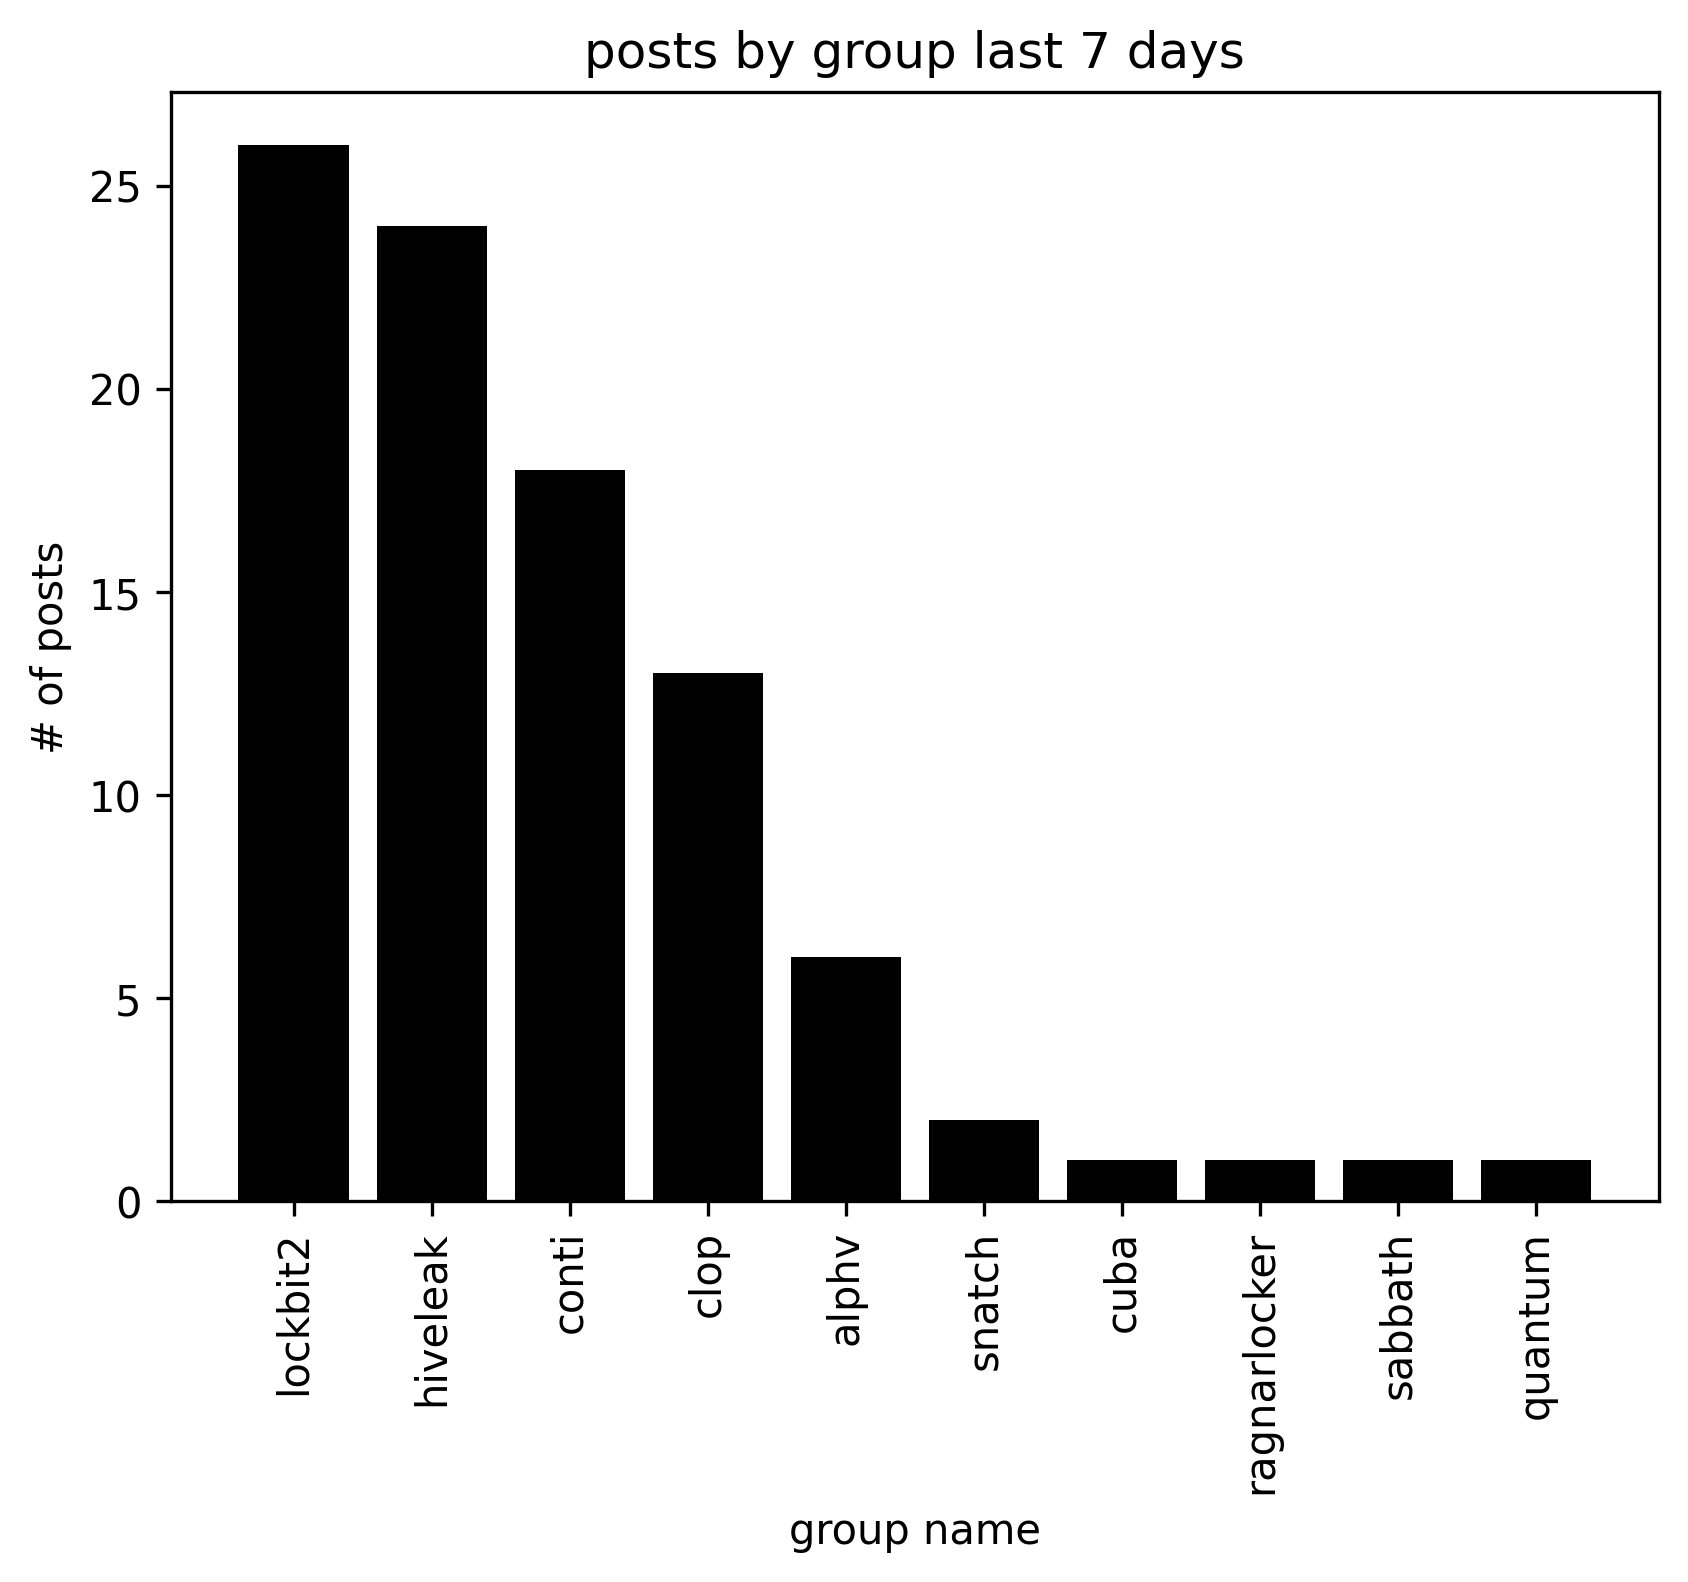 posts by group last 7 days
# of posts
25
20
15
10
5
0
lockbit2
hiveleak
conti
clop
alphv
snatch
cuba
ragnarlocker
sabbath
quantum
group name